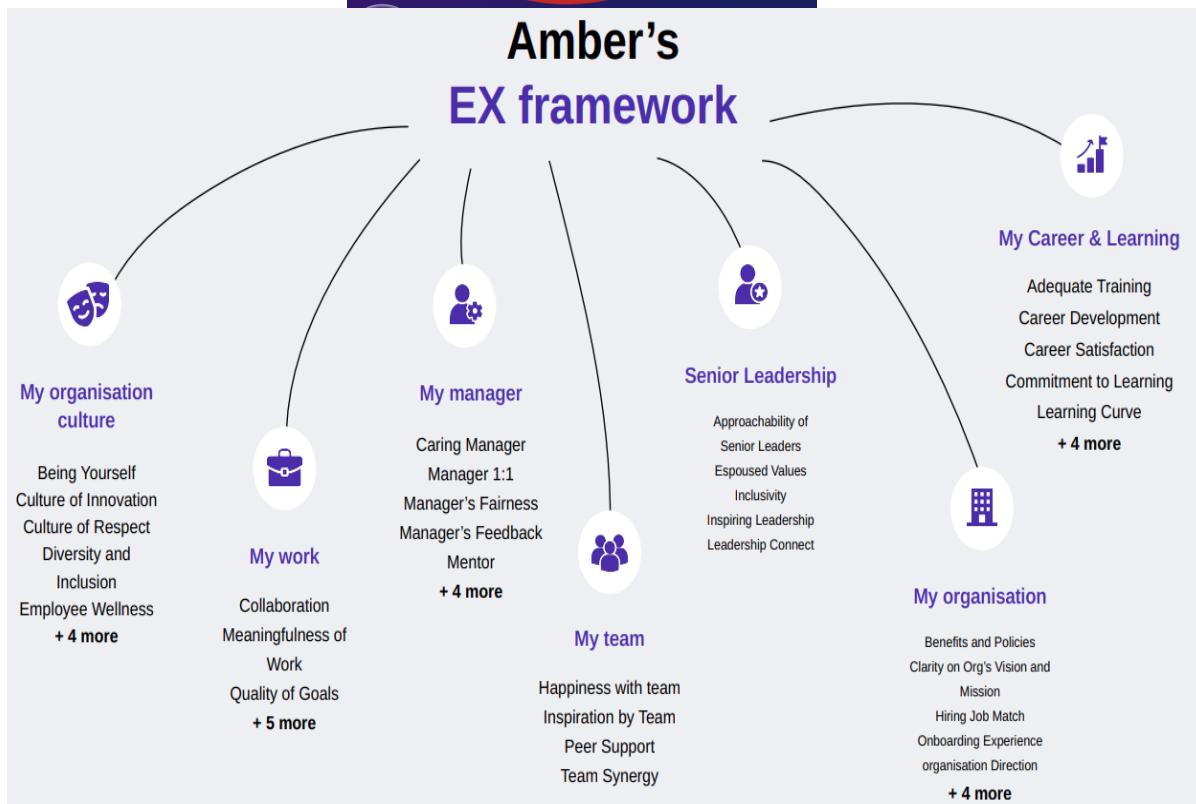 Amber’s
EX framework
My organisation
culture
Being Yourself
Culture of Innovation
Culture of Respect
Diversity and
Inclusion
Employee Wellness
+ 4 more
My work
Collaboration
Meaningfulness of
Work
Quality of Goals
+ 5 more
My manager
Caring Manager
Manager 1:1
Manager’s Fairness
Manager’s Feedback
Mentor
+ 4 more
My team
Happiness with team
Inspiration by Team
Peer Support
Team Synergy
Senior Leadership
Approachability of
Senior Leaders
Espoused Values
Inclusivity
Inspiring Leadership
Leadership Connect
My organisation
Benefits and Policies
Clarity on Org’s Vision and
Mission
Hiring Job Match
Onboarding Experience
organisation Direction
+ 4 more
My Career & Learning
Adequate Training
Career Development
Career Satisfaction
Commitment to Learning
Learning Curve
+ 4 more